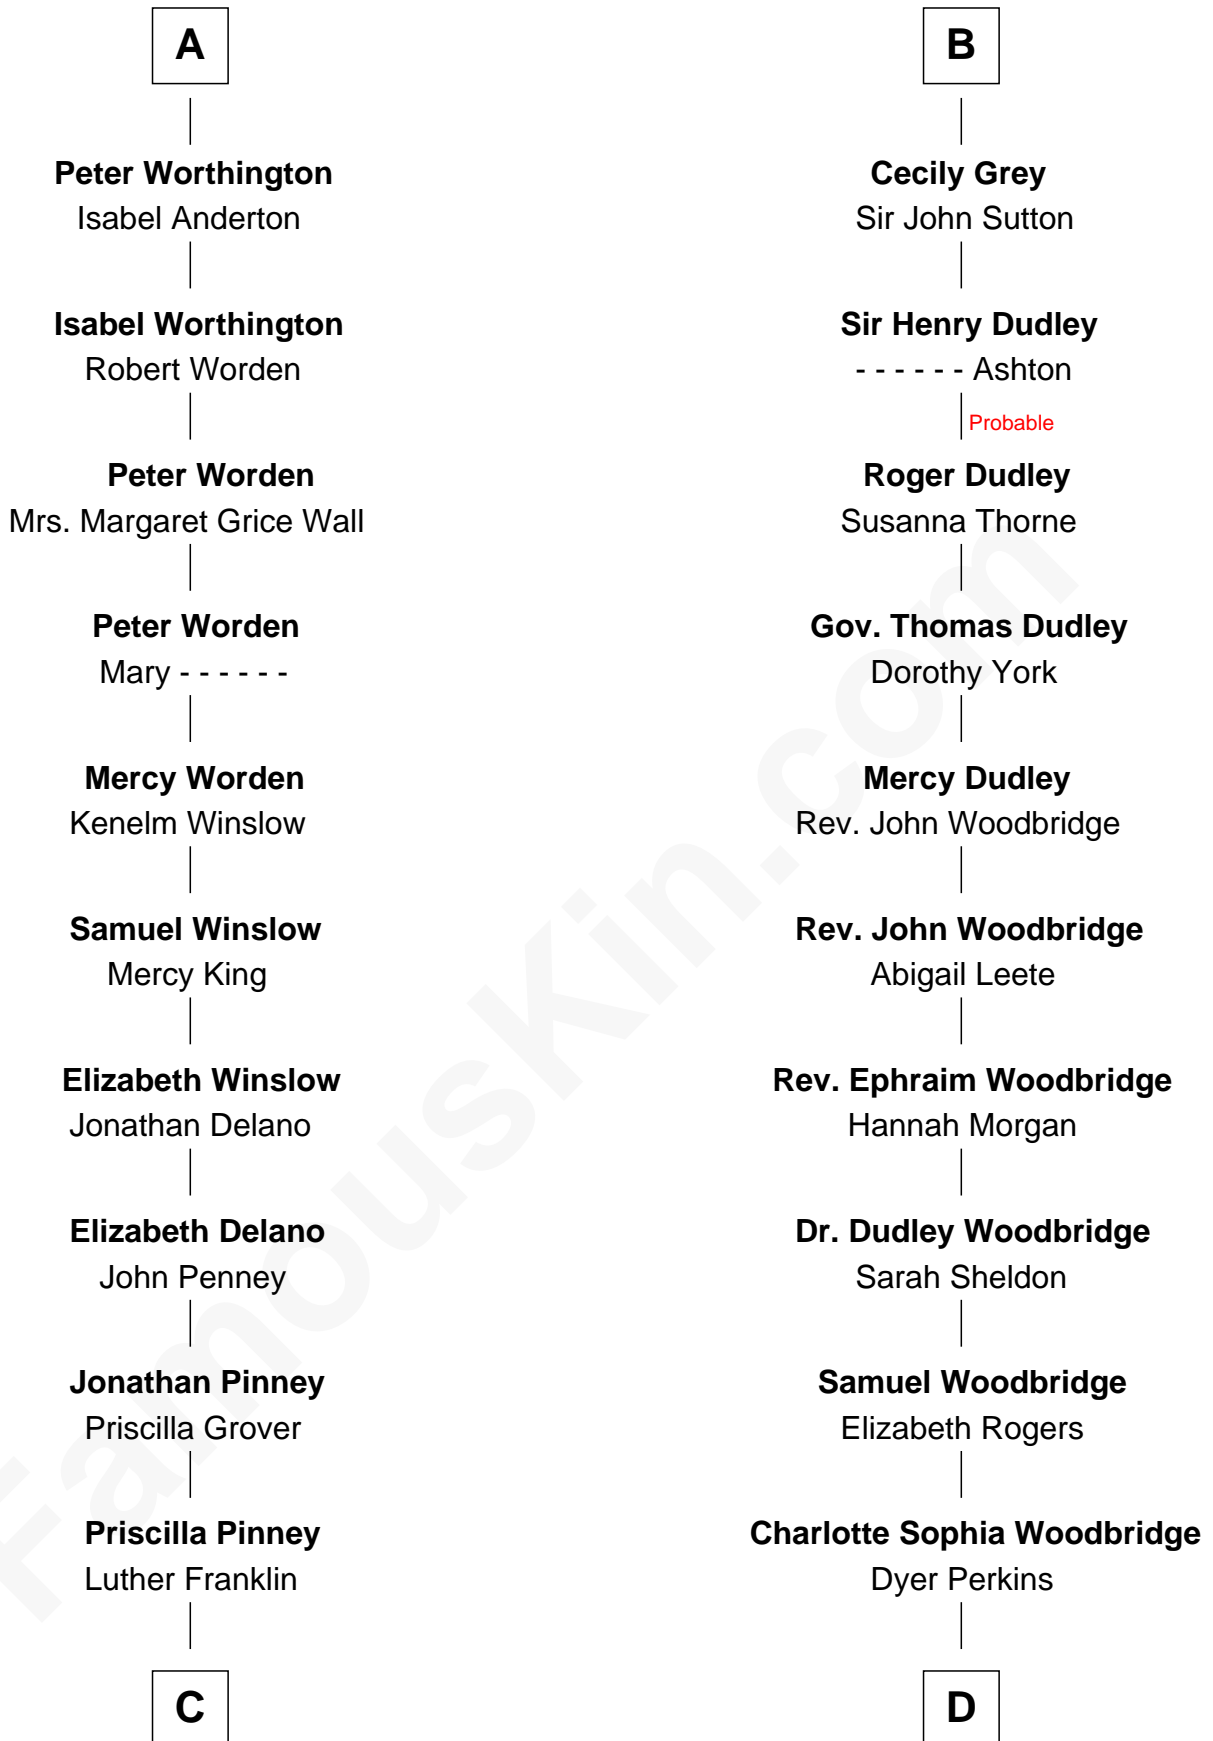 A
Peter Worthington
Isabel Anderton
Isabel Worthington
Robert Worden
Peter Worden
Mrs. Margaret Grice Wall
Peter Worden
Mary - - - - - -
Mercy Worden
Kenelm Winslow
Samuel Winslow
Mercy King
Elizabeth Winslow
Jonathan Delano
Elizabeth Delano
John Penney
Jonathan Pinney
Priscilla Grover
Priscilla Pinney
Luther Franklin
C
B
Cecily Grey
Sir John Sutton
Sir Henry Dudley
- - - - - - Ashton
Probable
Roger Dudley
Susanna Thorne
Gov. Thomas Dudley
Dorothy York
Mercy Dudley
Rev. John Woodbridge
Rev. John Woodbridge
Abigail Leete
Rev. Ephraim Woodbridge
Hannah Morgan
Dr. Dudley Woodbridge
Sarah Sheldon
Samuel Woodbridge
Elizabeth Rogers
Charlotte Sophia Woodbridge
Dyer Perkins
D
FamousKin.com